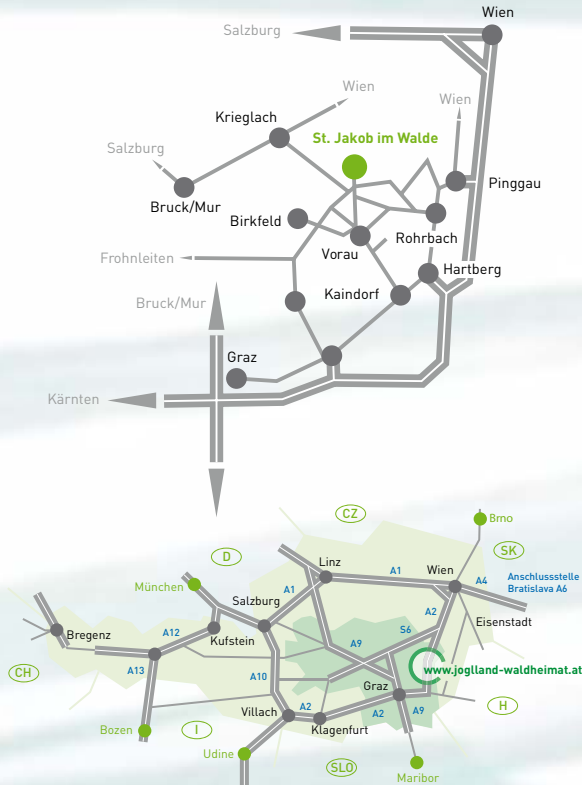 Wien
Salzburg
Wien
Wien
Krieglach
St. Jakob im Walde
Salzburg
Pinggau
Bruck/Mur
Birkfeld
Rohrbach
Vorau
Frohnleiten
Hartberg
Kaindorf
Bruck/Mur
Graz
Kärnten
CZ
Brno
D
SK
Linz
A1
Wien
A4
Anschlussstelle
Bratislava A6
München
A1
Salzburg
A2
Eisenstadt
Bregenz
A12
Kufstein
S6
A9
CH
A13
A10
www.joglland-waldheimat.at
Graz
H
Villach
A2
A2
A9
Bozen
I
Klagenfurt
Udine
SLO
Maribor